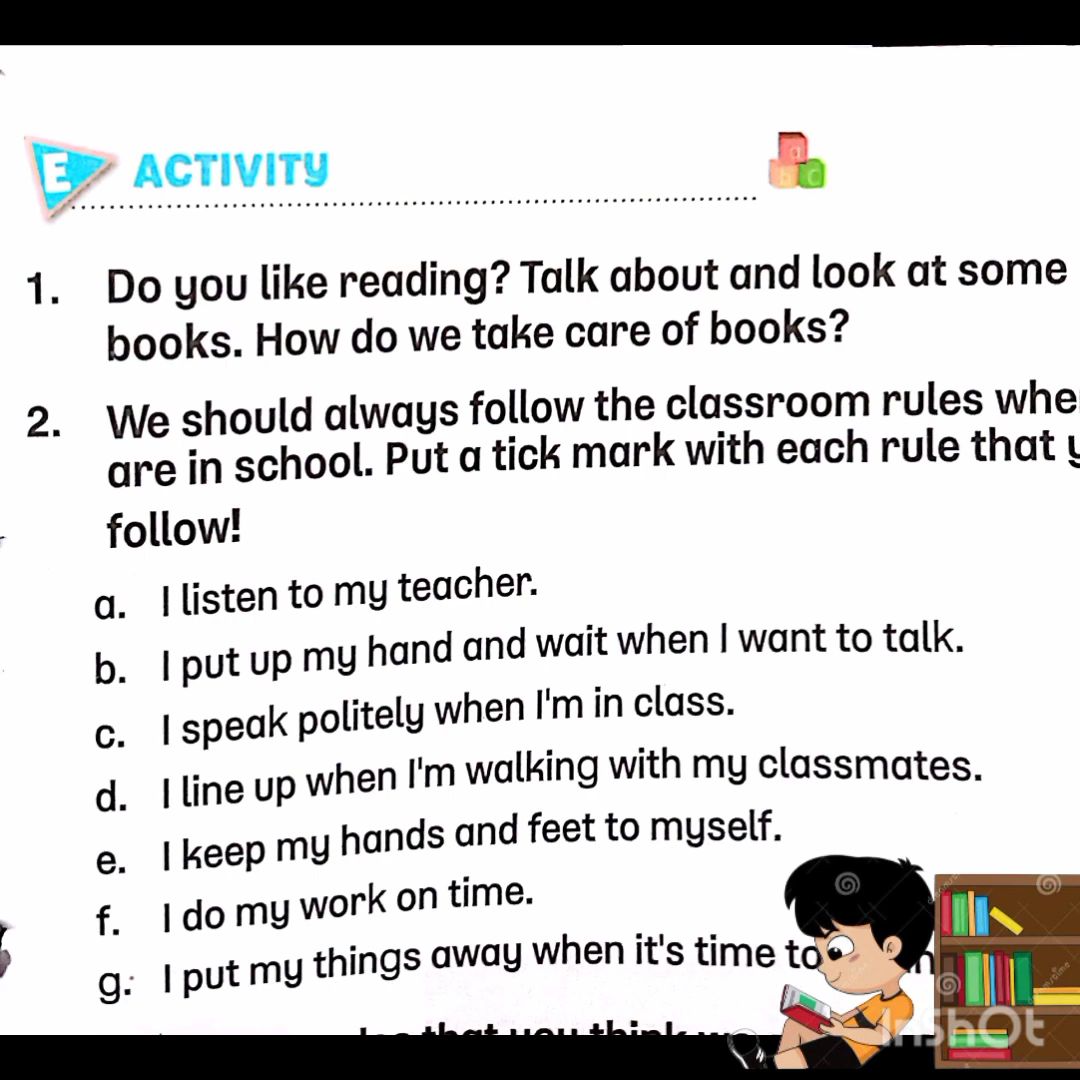 E ACTIVITY
a
b c
1. Do you like reading? Talk about and look at some
books. How do we take care of books?
2. We should always follow the classroom rules
are in school. Put a tick mark with each rule that
follow!
a. I listen to my teacher.
b. I put up my hand and wait when I want to talk.
c. I speak politely when I'm in class.
d. I line up when I'm walking with my classmates.
e. I keep my hands and feet to myself.
f. I do my work on time.
g. I put my things away when it's time to
that you think
InShOt